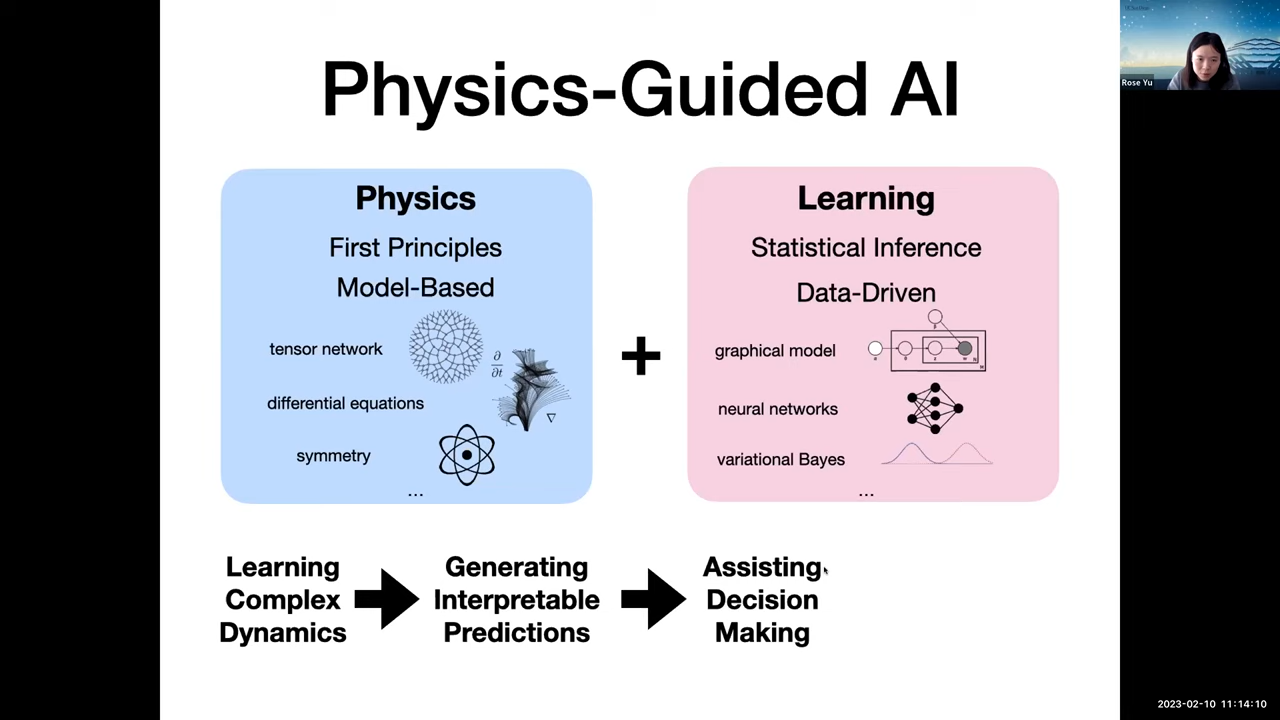 Physics-Guided AI
Physics
First Principles
Model-Based
tensor network
∂
∂t
differential equations
∇
symmetry
...
+
Learning
Statistical Inference
Data-Driven
graphical model
neural networks
variational Bayes
...
Learning
Complex
Dynamics
Generating
Interpretable
Predictions
Assisting
Decision
Making
Rose Yu
2023-02-10 11:14:10